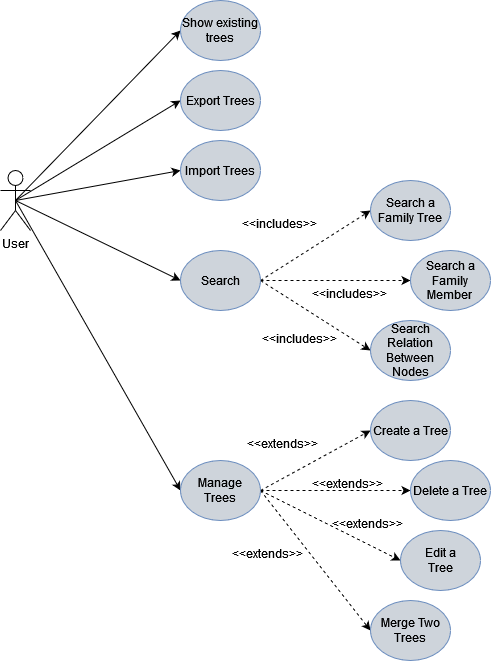 Show existing
trees
Export Trees
Import Trees
User
Search
<<includes>>
Search a
Family Tree
<<includes>>
Search a
Family
Member
<<includes>>
Search
Relation
Between
Nodes
Manage
Trees
<<extends>>
Create a Tree
<<extends>>
Delete a Tree
<<extends>>
Edit a
Tree
<<extends>>
Merge Two
Trees